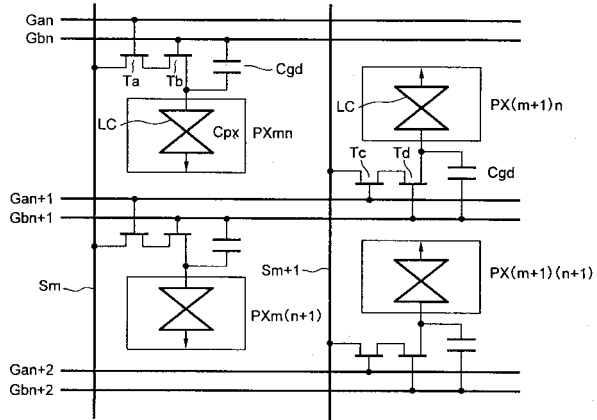 Gan
Gbn
Ta
Tb
Cgd
LC
Cpx
PXmn
LC
PX(m+1)n
Tc
Td
Cgd
Gan+1
Gbn+1
Sm
Sm+1
PXm(n+1)
PX(m+1)(n+1)
Gan+2
Gbn+2